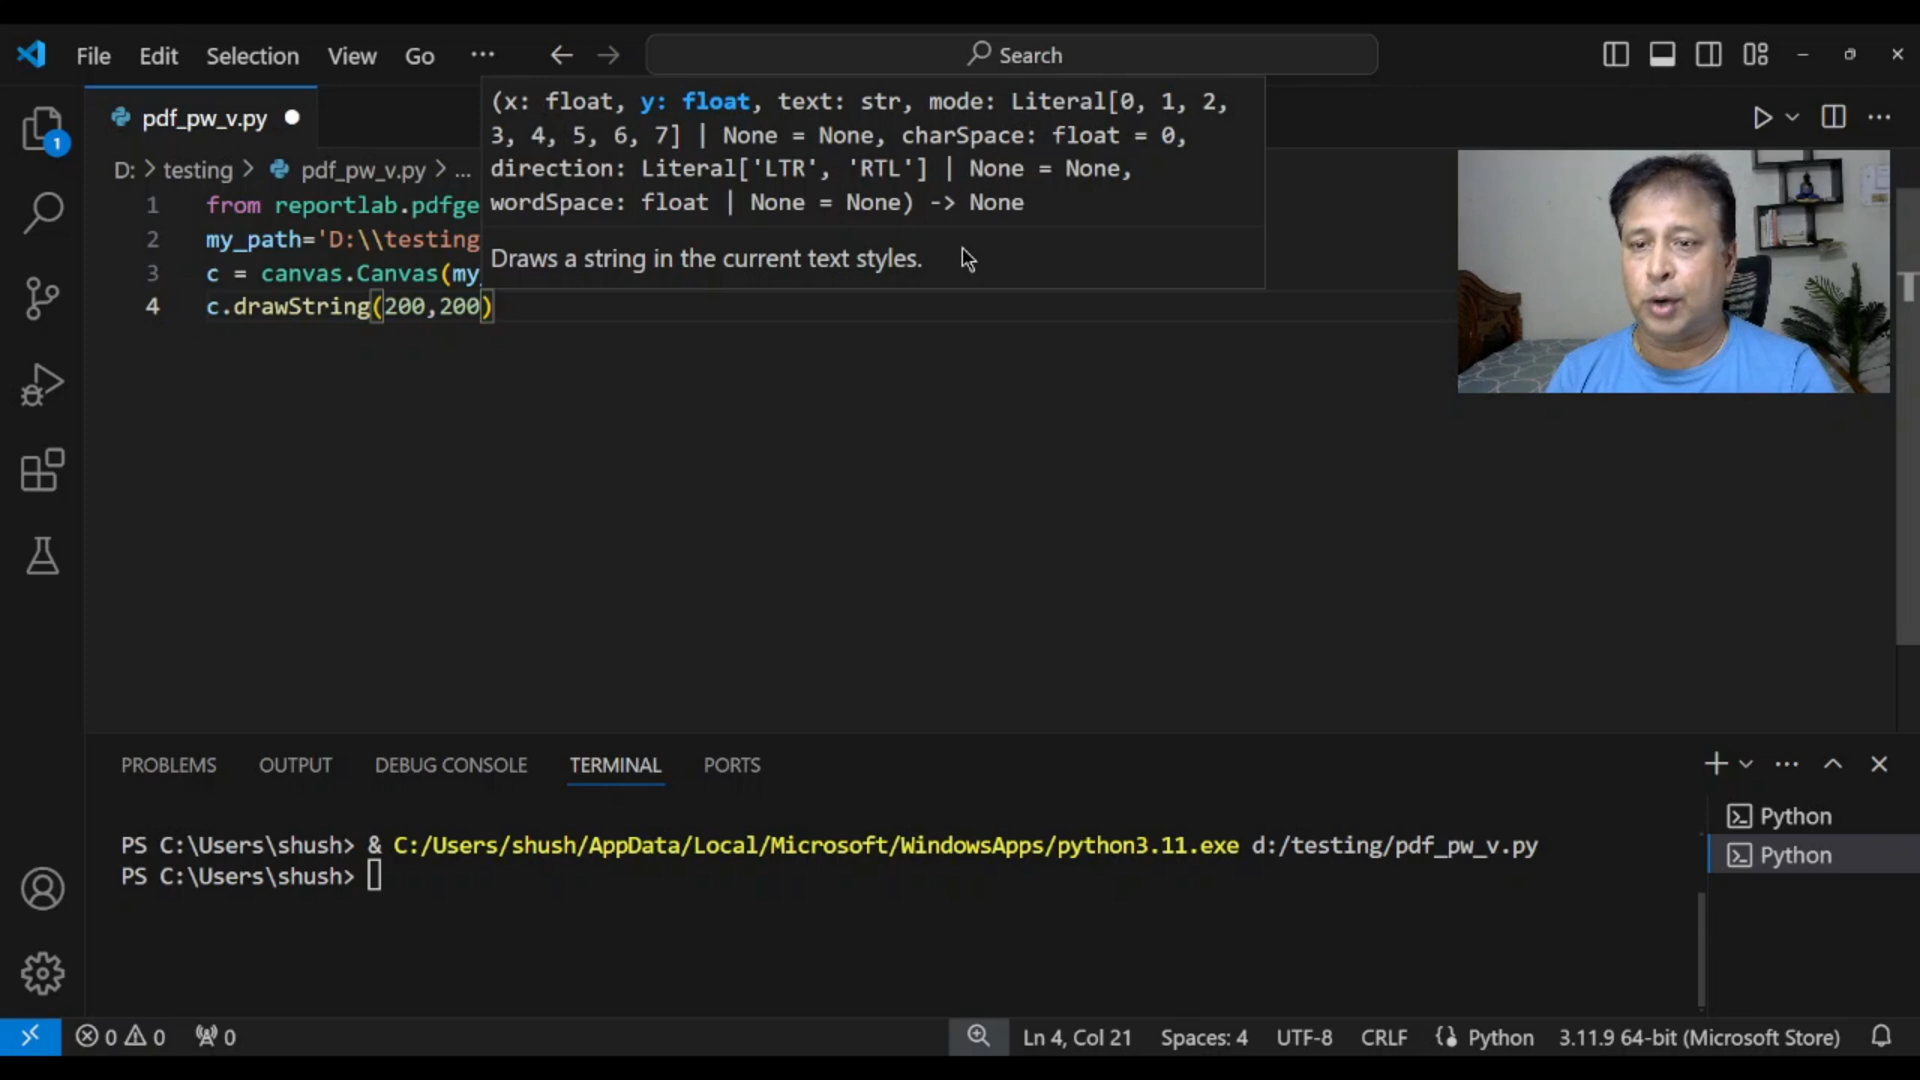 File Edit Selection View Go ··· Search
pdf_pw_v.py
(x: float, y: float, text: str, mode: Literal[0, 1, 2,
3, 4, 5, 6, 7] | None = None, charSpace: float = 0,
direction: Literal['LTR', 'RTL'] | None = None,
wordSpace: float | None = None) -> None
Draws a string in the current text styles.
1
D: > testing > pdf_pw_v.py > ...
1 from reportlab.pdfge
2 my_path='D:\\testing
3 c = canvas.Canvas(my_
4 c.drawString(200,200)
PROBLEMS OUTPUT DEBUG CONSOLE TERMINAL PORTS
PS C:\Users\shush> & C:/Users/shush/AppData/Local/Microsoft/WindowsApps/python3.11.exe d:/testing/pdf_pw_v.py
PS C:\Users\shush>
Python
Python
0 0 0
Ln 4, Col 21 Spaces: 4 UTF-8 CRLF Python 3.11.9 64-bit (Microsoft Store)